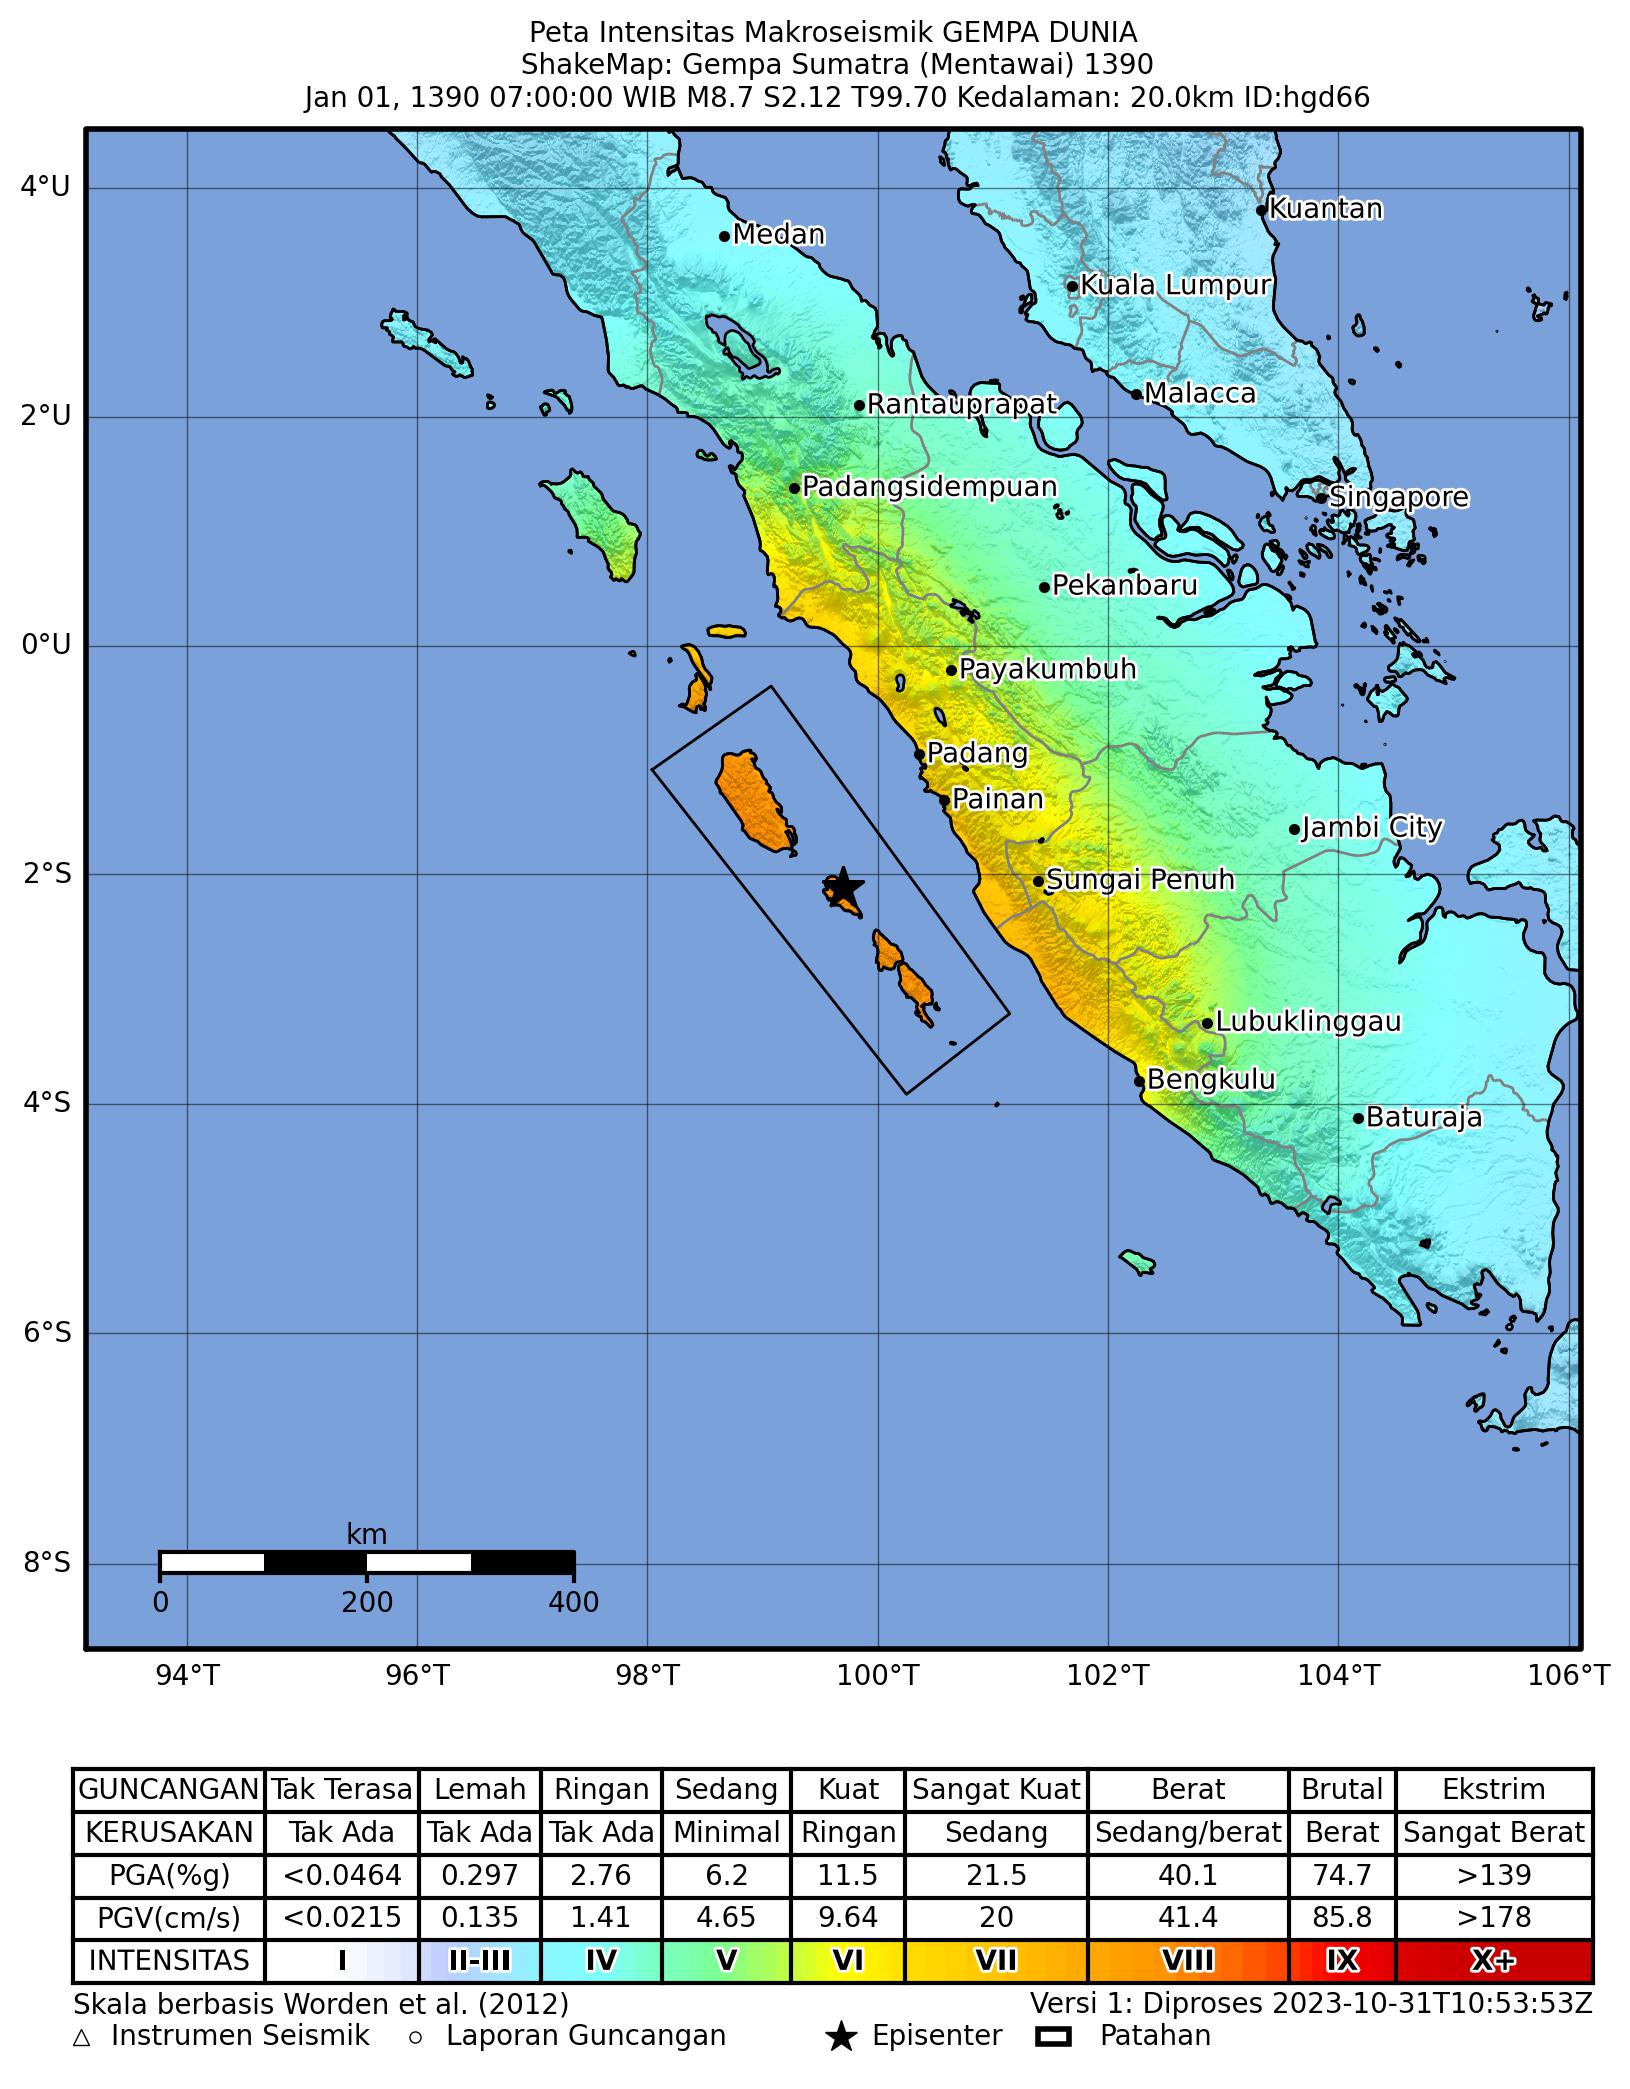 Peta Intensitas Makroseismik GEMPA DUNIA
ShakeMap: Gempa Sumatra (Mentawai) 1390
Jan 01, 1390 07:00:00 WIB M8.7 S2.12 T99.70 Kedalaman: 20.0km ID:hgd66
4°U
2°U
0°U
2°S
4°S
6°S
8°S
Kuantan
Medan
Kuala Lumpur
Malacca
Rantauprapat
Padangsidempuan
Singapore
Pekanbaru
Payakumbuh
Padang
Painan
Jambi City
Sungai Penuh
Lubuklinggau
Bengkulu
Baturaja
km
0 200 400
94°T 96°T 98°T 100°T 102°T 104°T 106°T
GUNCANGAN Tak Terasa Lemah Ringan Sedang Kuat Sangat Kuat Berat Brutal Ekstrim
KERUSAKAN Tak Ada Tak Ada Tak Ada Minimal Ringan Sedang Sedang/berat Berat Sangat Berat
PGA(%g) <0.0464 0.297 2.76 6.2 11.5 21.5 40.1 74.7 >139
PGV(cm/s) <0.0215 0.135 1.41 4.65 9.64 20 41.4 85.8 >178
INTENSITAS I II-III IV V VI VII VIII IX X+
Skala berbasis Worden et al. (2012) Versi 1: Diproses 2023-10-31T10:53:53Z
Instrumen Seismik Laporan Guncangan Episenter Patahan